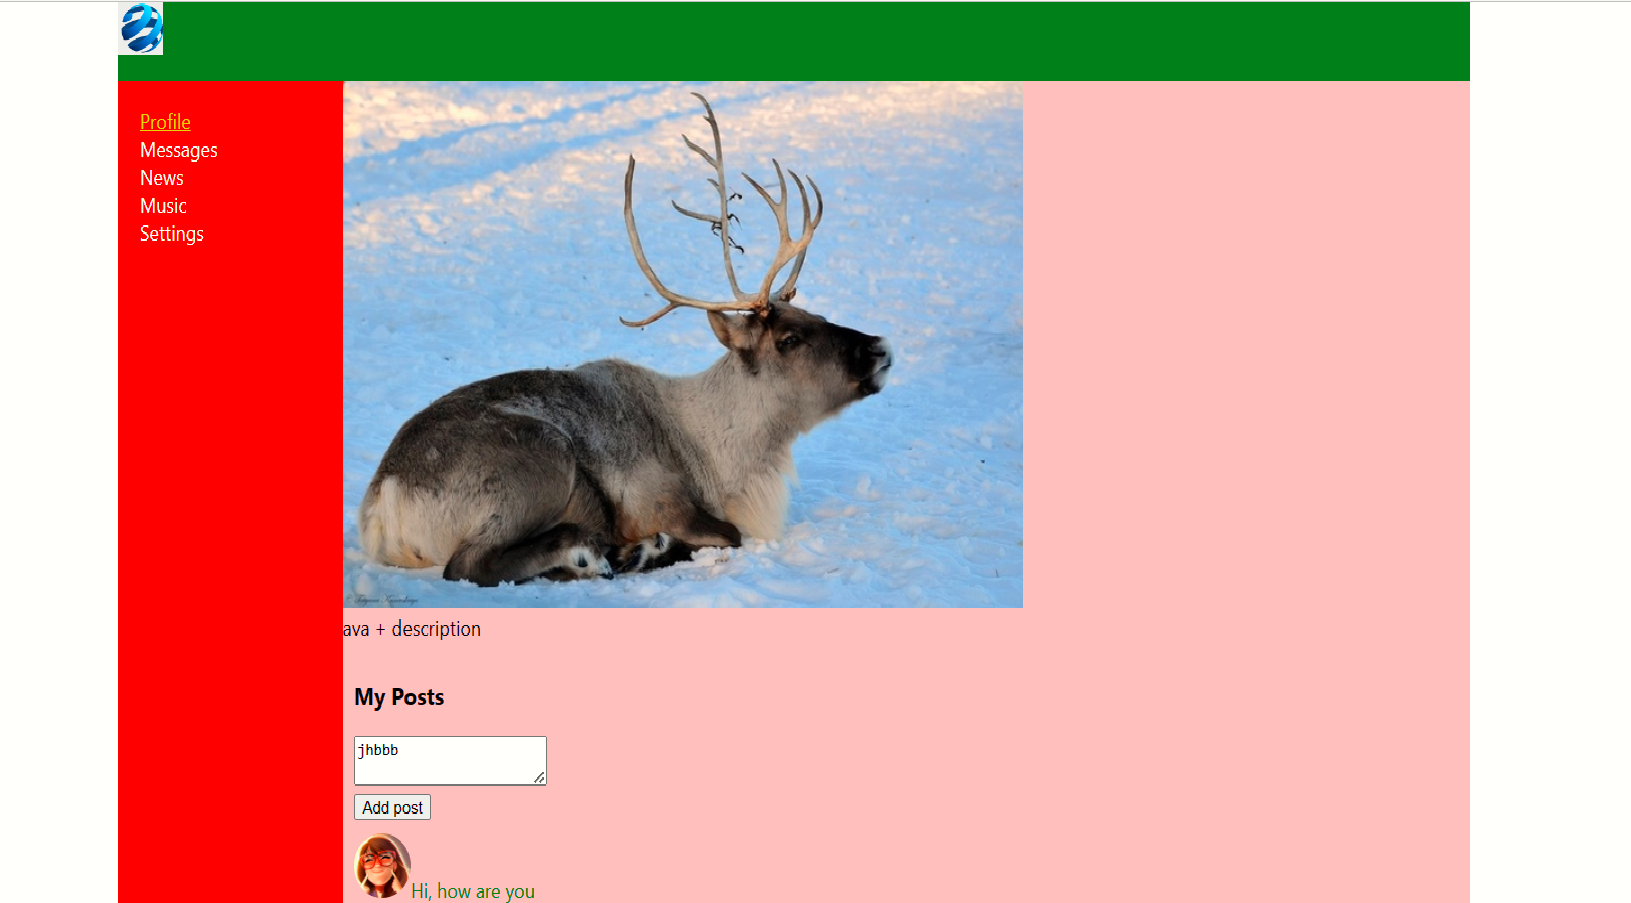 Profile
Messages
News
Music
Settings
ava + description
My Posts
jhbbb
Add post
Hi, how are you